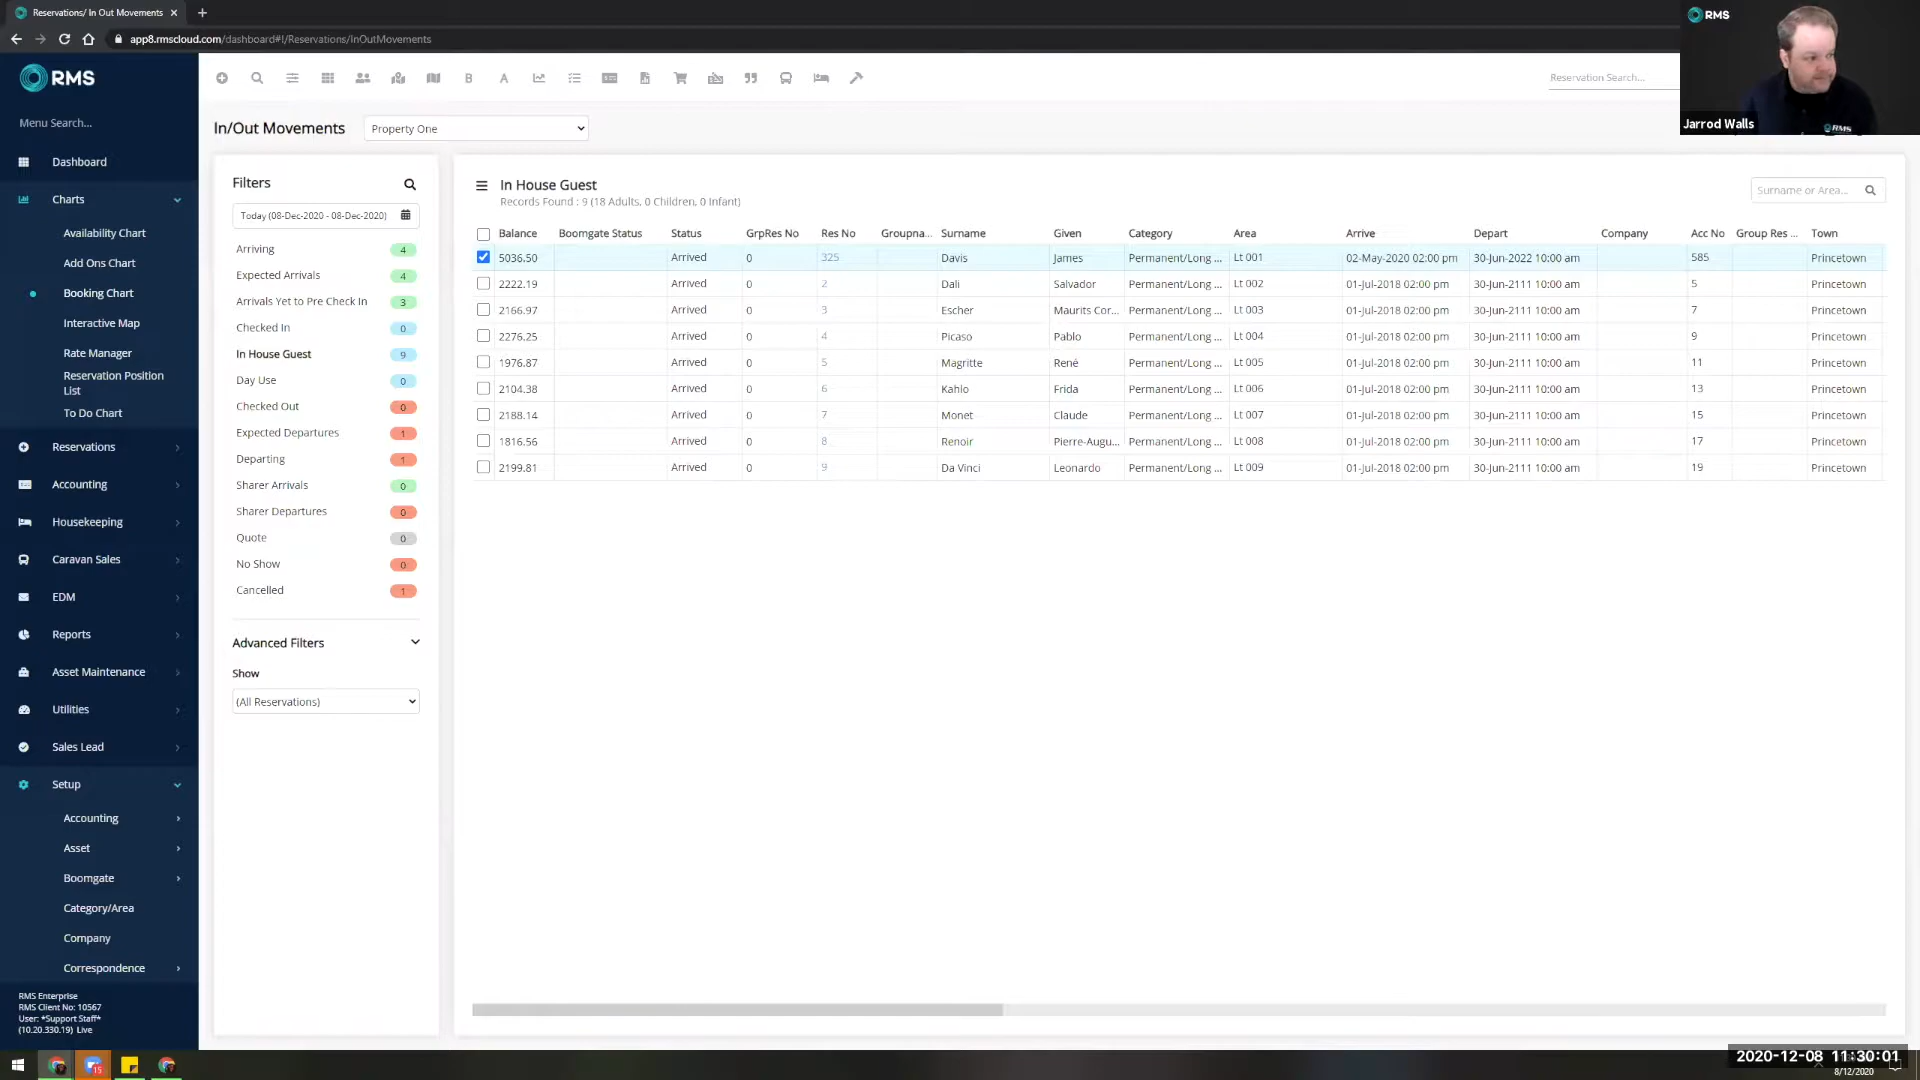 Reservations/ In Out Movements
app8.rmscloud.com/dashboard#!/Reservations/InOutMovements
RMS
Reservation Search...
RMS
Jarrod Walls
RMS
Menu Search...
Dashboard
Charts
Availability Chart
Add Ons Chart
Booking Chart
Interactive Map
Rate Manager
Reservation Position
List
To Do Chart
Reservations
Accounting
Housekeeping
Caravan Sales
EDM
Reports
Asset Maintenance
Utilities
Sales Lead
Setup
Accounting
Asset
Boomgate
Category/Area
Company
Correspondence
RMS Enterprise
RMS Client No: 10567
User: *Support Staff*
(10.20.330.19) Live
In/Out Movements Property One
Filters
Today (08-Dec-2020 - 08-Dec-2020)
Arriving 4
Expected Arrivals 4
Arrivals Yet to Pre Check In 3
Checked In 0
In House Guest 9
Day Use 0
Checked Out 0
Expected Departures 1
Departing 1
Sharer Arrivals 0
Sharer Departures 0
Quote 0
No Show 0
Cancelled 1
Advanced Filters
Show
(All Reservations)
In House Guest
Records Found : 9 (18 Adults, 0 Children, 0 Infant)
Surname or Area...
Balance Boomgate Status Status GrpRes No Res No Groupna... Surname Given Category Area Arrive Depart Company Acc No Group Res ... Town
5036.50 Arrived 0 325 Davis James Permanent/Long ... Lt 001 02-May-2020 02:00 pm 30-Jun-2022 10:00 am 585 Princetown
2222.19 Arrived 0 2 Dali Salvador Permanent/Long ... Lt 002 01-Jul-2018 02:00 pm 30-Jun-2111 10:00 am 5 Princetown
2166.97 Arrived 0 3 Escher Maurits Cor... Permanent/Long ... Lt 003 01-Jul-2018 02:00 pm 30-Jun-2111 10:00 am 7 Princetown
2276.25 Arrived 0 4 Picaso Pablo Permanent/Long ... Lt 004 01-Jul-2018 02:00 pm 30-Jun-2111 10:00 am 9 Princetown
1976.87 Arrived 0 5 Magritte René Permanent/Long ... Lt 005 01-Jul-2018 02:00 pm 30-Jun-2111 10:00 am 11 Princetown
2104.38 Arrived 0 6 Kahlo Frida Permanent/Long ... Lt 006 01-Jul-2018 02:00 pm 30-Jun-2111 10:00 am 13 Princetown
2188.14 Arrived 0 7 Monet Claude Permanent/Long ... Lt 007 01-Jul-2018 02:00 pm 30-Jun-2111 10:00 am 15 Princetown
1816.56 Arrived 0 8 Renoir Pierre-Augu... Permanent/Long ... Lt 008 01-Jul-2018 02:00 pm 30-Jun-2111 10:00 am 17 Princetown
2199.81 Arrived 0 9 Da Vinci Leonardo Permanent/Long ... Lt 009 01-Jul-2018 02:00 pm 30-Jun-2111 10:00 am 19 Princetown
15
2020-12-08 11:30:01
8/12/2020